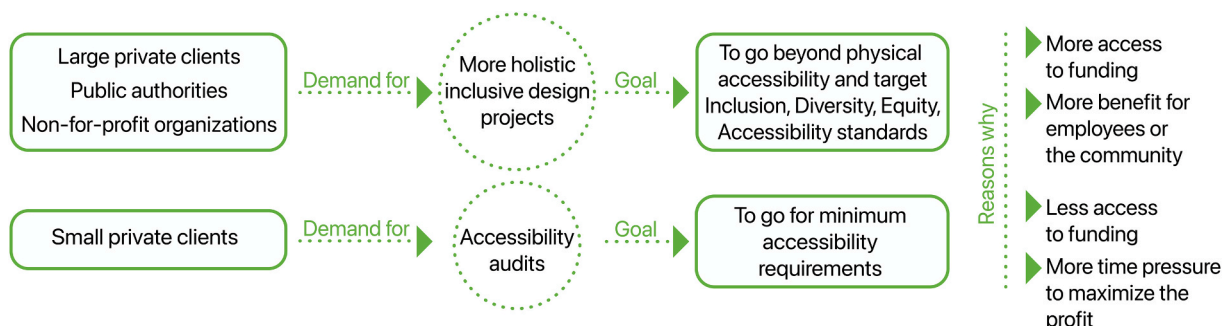 Large private clients
Public authorities
Non-for-profit organizations
Demand for
More holistic
inclusive design
projects
Goal
To go beyond physical
accessibility and target
Inclusion, Diversity, Equity,
Accessibility standards
Small private clients
Demand for
Accessibility
audits
Goal
To go for minimum
accessibility
requirements
Reasons why
More access
to funding
More benefit for
employees or
the community
Less access
to funding
More time pressure
to maximize the
profit